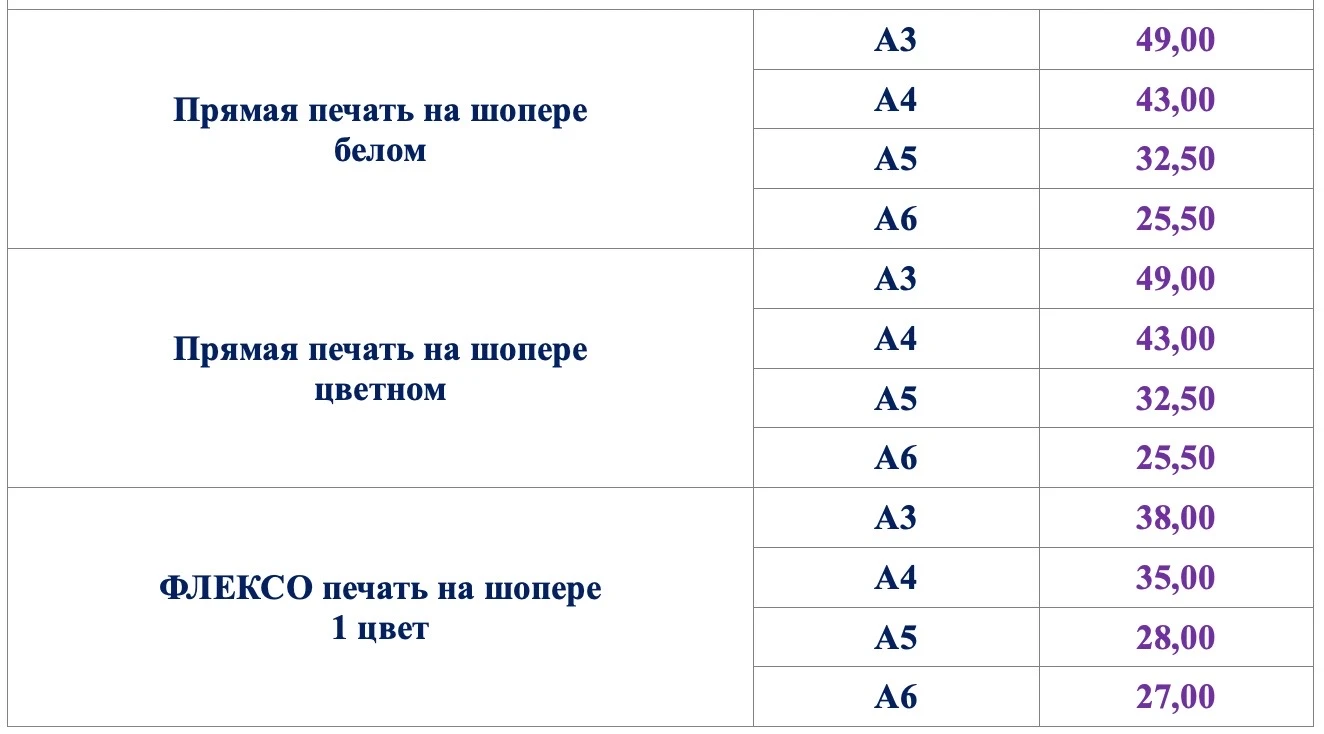 Прямая печать на шопере
белом
А3 49,00
А4 43,00
А5 32,50
А6 25,50
Прямая печать на шопере
цветном
А3 49,00
А4 43,00
А5 32,50
А6 25,50
ФЛЕКСО печать на шопере
1 цвет
А3 38,00
А4 35,00
А5 28,00
А6 27,00